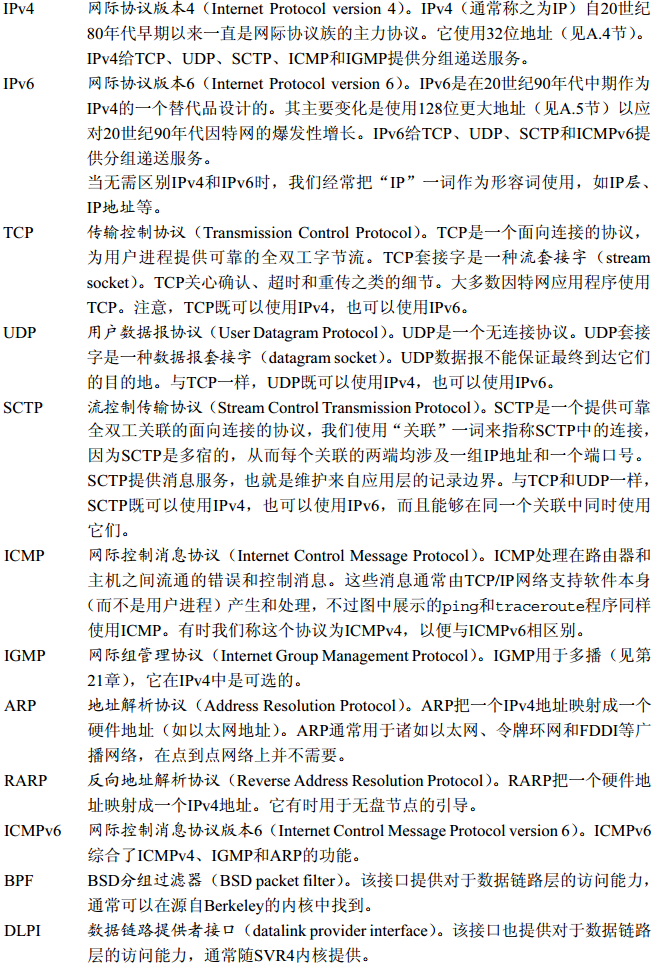 IPv4 网际协议版本4（Internet Protocol version 4）。IPv4（通常称之为IP）自20世纪
80年代早期以来一直是网际协议族的主力协议。它使用32位地址（见A.4节）。
IPv4给TCP、UDP、SCTP、ICMP和IGMP提供分组递送服务。
IPv6 网际协议版本6（Internet Protocol version 6）。IPv6是在20世纪90年代中期作为
IPv4的一个替代品设计的。其主要变化是使用128位更大地址（见A.5节）以应
对20世纪90年代因特网的爆发性增长。IPv6给TCP、UDP、SCTP和ICMPv6提
供分组递送服务。
当无需区别IPv4和IPv6时，我们经常把“IP”一词作为形容词使用，如IP层、
IP地址等。
TCP 传输控制协议（Transmission Control Protocol）。TCP是一个面向连接的协议，
为用户进程提供可靠的全双工字节流。TCP套接字是一种流套接字（stream
socket）。TCP关心确认、超时和重传之类的细节。大多数因特网应用程序使用
TCP。注意，TCP既可以使用IPv4，也可以使用IPv6。
UDP 用户数据报协议（User Datagram Protocol）。UDP是一个无连接协议。UDP套接
字是一种数据报套接字（datagram socket）。UDP数据报不能保证最终到达它们
的目的地。与TCP一样，UDP既可以使用IPv4，也可以使用IPv6。
SCTP 流控制传输协议（Stream Control Transmission Protocol）。SCTP是一个提供可靠
全双工关联的面向连接的协议，我们使用“关联”一词来指称SCTP中的连接，
因为SCTP是多宿的，从而每个关联的两端均涉及一组IP地址和一个端口号。
SCTP提供消息服务，也就是维护来自应用层的记录边界。与TCP和UDP一样，
SCTP既可以使用IPv4，也可以使用IPv6，而且能够在同一个关联中同时使用
它们。
ICMP 网际控制消息协议（Internet Control Message Protocol）。ICMP处理在路由器和
主机之间流通的错误和控制消息。这些消息通常由TCP/IP网络支持软件本身
（而不是用户进程）产生和处理，不过图中展示的ping和traceroute程序同样
使用ICMP。有时我们称这个协议为ICMPv4，以便与ICMPv6相区别。
IGMP 网际组管理协议（Internet Group Management Protocol）。IGMP用于多播（见第
21章），它在IPv4中是可选的。
ARP 地址解析协议（Address Resolution Protocol）。ARP把一个IPv4地址映射成一个
硬件地址（如以太网地址）。ARP通常用于诸如以太网、令牌环网和FDDI等广
播网络，在点到点网络上并不需要。
RARP 反向地址解析协议（Reverse Address Resolution Protocol）。RARP把一个硬件地
址映射成一个IPv4地址。它有时用于无盘节点的引导。
ICMPv6 网际控制消息协议版本6（Internet Control Message Protocol version 6）。ICMPv6
综合了ICMPv4、IGMP和ARP的功能。
BPF BSD分组过滤器（BSD packet filter）。该接口提供对于数据链路层的访问能力，
通常可以在源自Berkeley的内核中找到。
DLPI 数据链路提供者接口（datalink provider interface）。该接口也提供对于数据链路
层的访问能力，通常随SVR4内核提供。